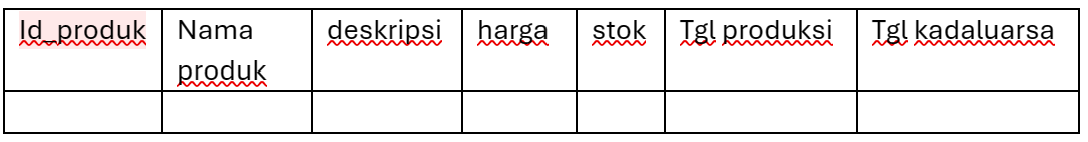 Id_produk
Nama
produk
deskripsi
harga
stok
Tgl produksi
Tgl kadaluarsa